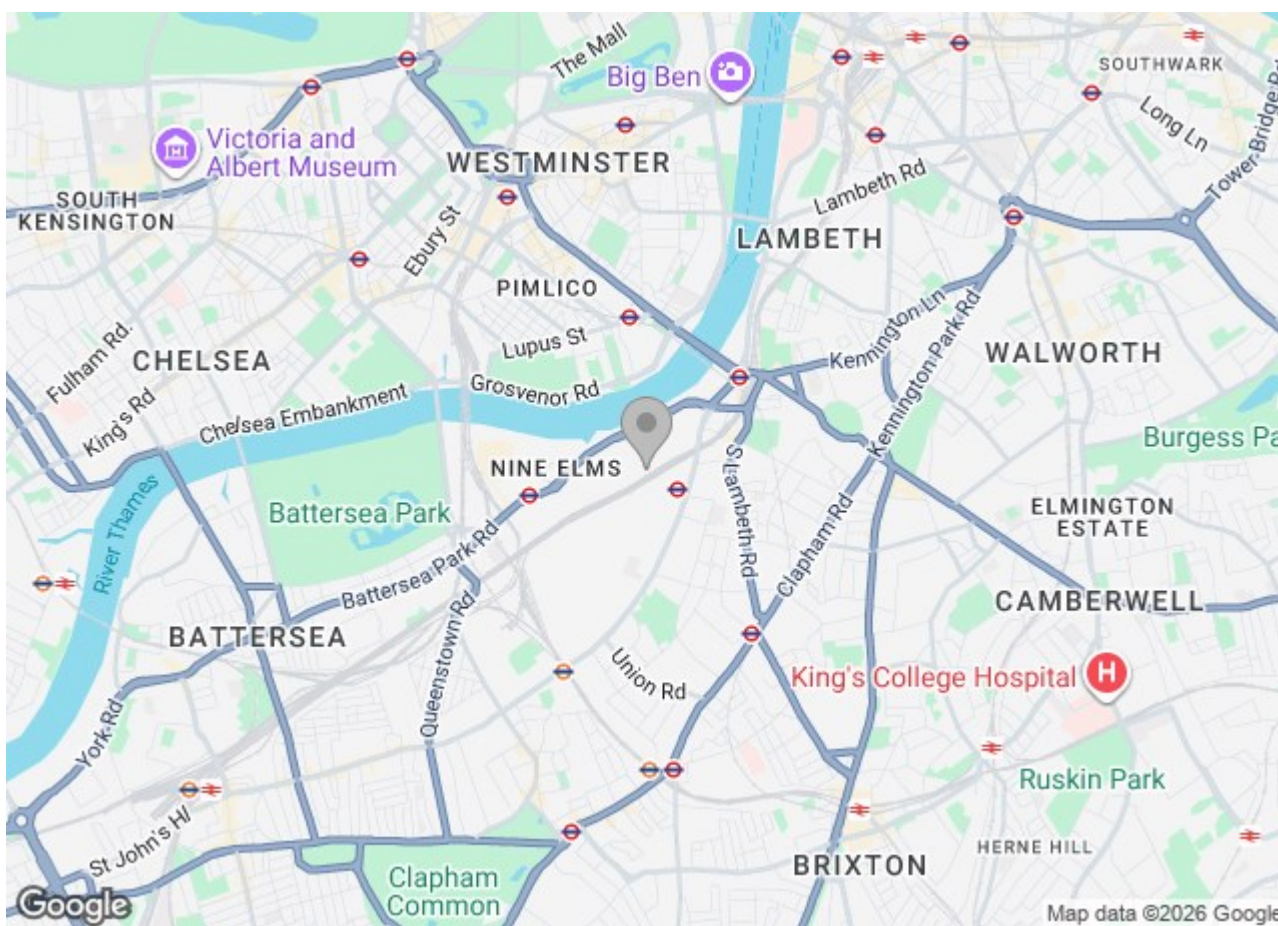 The Mall
Big Ben
SOUTHWARK
Long Ln
Tower Bridge Rd
Victoria and
Albert Museum
WESTMINSTER
Lambeth Rd
SOUTH
KENSINGTON
Ebury St
LAMBETH
PIMLICO
Lupus St
Kennington Ln
Kennington Park Rd
WALWORTH
Fulham Rd.
CHELSEA
King's Rd
Chelsea Embankment
Grosvenor Rd
Burgess Pa
NINE ELMS
S Lambeth Rd
Clapham Rd
River Thames
Battersea Park
ELMINGTON
ESTATE
Battersea Park Rd
CAMBERWELL
BATTERSEA
Queenstown Rd
Union Rd
King's College Hospital
H
York Rd
Ruskin Park
St John's Hl
HERNE HILL
BRIXTON
Clapham
Common
Google
Map data ©2026 Google